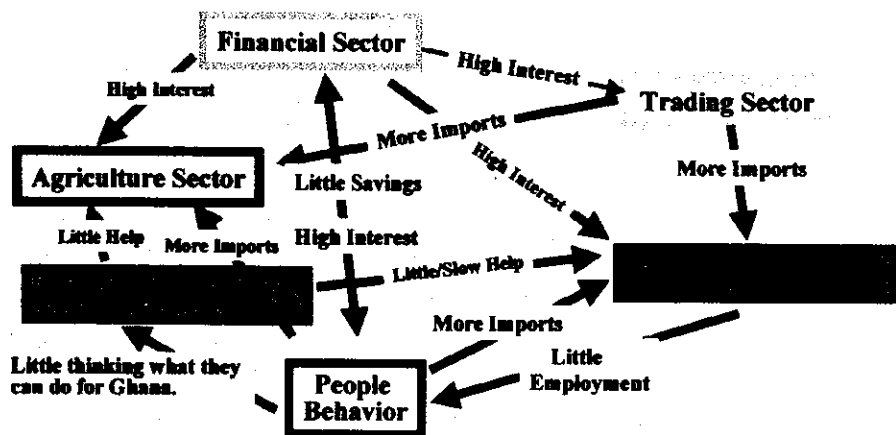 Financial Sector
High Interest
High Interest
Trading Sector
More Imports
Agriculture Sector
Little Savings
High Interest
More Imports
Little Help
More Imports
High Interest
Little/Slow Help
More Imports
Little thinking what they
can do for Ghana.
People
Behavior
Little
Employment